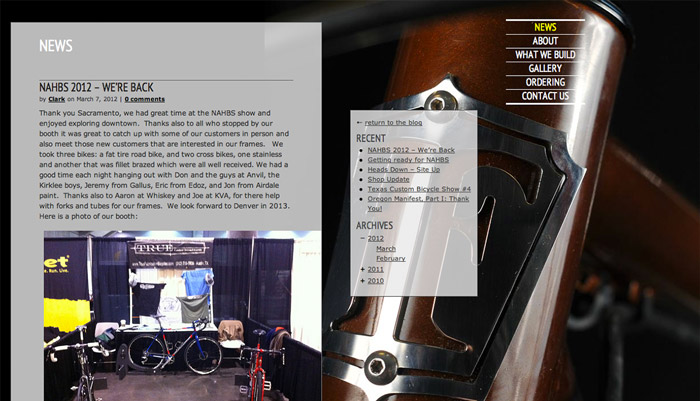 NEWS
NAHBS 2012 – WE'RE BACK
by Clark on March 7, 2012 | 0 comments
Thank you Sacramento, we had great time at the NAHBS show and
enjoyed exploring downtown.  Thanks also to all who stopped by our
booth it was great to catch up with some of our customers in person and
also meet those new customers that are interested in our frames.   We
took three bikes: a fat tire road bike, and two cross bikes, one stainless
and another that was fillet brazed which were all well received. We had a
good time each night hanging out with Don and the guys at Anvil, the
Kirklee boys, Jeremy from Gallus, Eric from Edoz, and Jon from Airdale
paint.  Thanks also to Aaron at Whiskey and Joe at KVA, for there help
with forks and tubes for our frames.   We look forward to Denver in 2013.
Here is a photo of our booth:
TRUE
et
Run. Live.
← return to the blog
RECENT
NAHBS 2012 – We're Back
Getting ready for NAHBS
Heads Down – Site Up
Shop Update
Texas Custom Bicycle Show #4
Oregon Manifest, Part I: Thank
You!
ARCHIVES
– 2012
March
February
+ 2011
+ 2010
NEWS
ABOUT
WHAT WE BUILD
GALLERY
ORDERING
CONTACT US